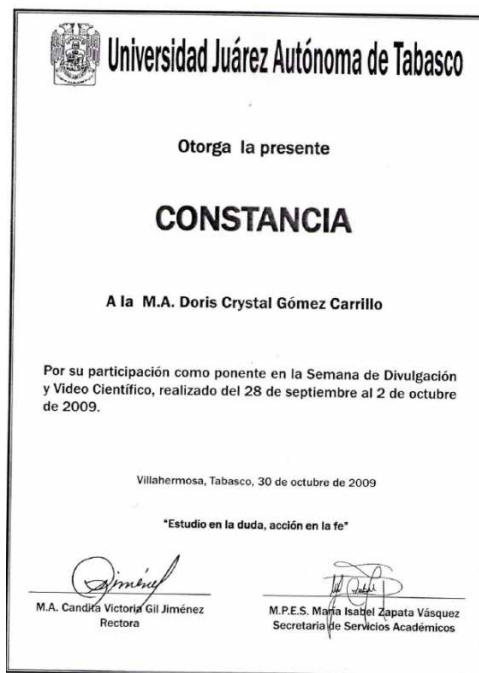 Universidad Juárez Autónoma de Tabasco
Otorga la presente
CONSTANCIA
A la M.A. Doris Crystal Gómez Carrillo
Por su participación como ponente en la Semana de Divulgación
y Video Científico, realizado del 28 de septiembre al 2 de octubre
de 2009.
Villahermosa, Tabasco, 30 de octubre de 2009
"Estudio en la duda, acción en la fe"
M.A. Candita Victoria Gil Jiménez
Rectora
M.P.E.S. María Isabel Zapata Vásquez
Secretaria de Servicios Académicos